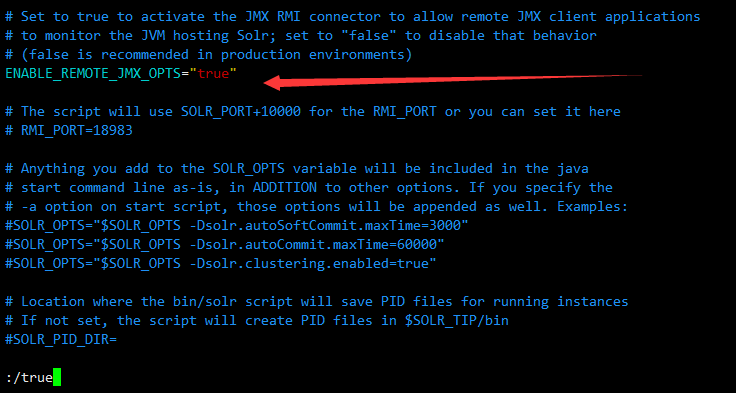 # Set to true to activate the JMX RMI connector to allow remote JMX client applications
# to monitor the JVM hosting Solr; set to "false" to disable that behavior
# (false is recommended in production environments)
ENABLE_REMOTE_JMX_OPTS="true"
# The script will use SOLR_PORT+10000 for the RMI_PORT or you can set it here
# RMI_PORT=18983
# Anything you add to the SOLR_OPTS variable will be included in the java
# start command line as-is, in ADDITION to other options. If you specify the
# -a option on start script, those options will be appended as well. Examples:
#SOLR_OPTS="$SOLR_OPTS -Dsolr.autoSoftCommit.maxTime=3000"
#SOLR_OPTS="$SOLR_OPTS -Dsolr.autoCommit.maxTime=60000"
#SOLR_OPTS="$SOLR_OPTS -Dsolr.clustering.enabled=true"
# Location where the bin/solr script will save PID files for running instances
# If not set, the script will create PID files in $SOLR_TIP/bin
#SOLR_PID_DIR=
:/true